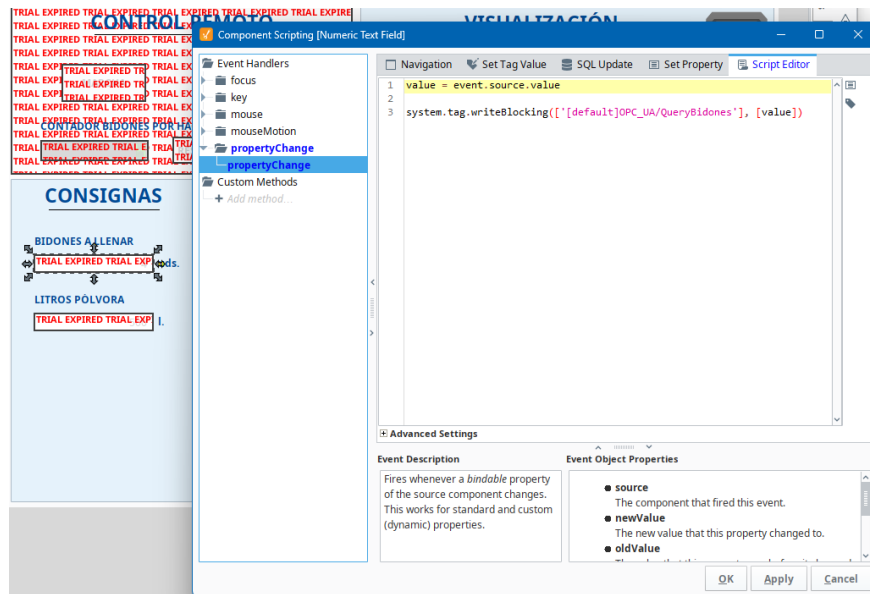 CONTROL REMOTO
VISUALIZACIÓN
TRIAL EXPIRED TRIAL EXPIRED TRIAL EXPIRED TRIAL EXPIRE
CONTADOR BIDONES POR HA
CONSIGNAS
BIDONES A LLENAR
TRIAL EXPIRED TRIAL EXP
ds.
LITROS PÓLVORA
TRIAL EXPIRED TRIAL EXP
l.
Component Scripting [Numeric Text Field]
Event Handlers
focus
key
mouse
mouseMotion
propertyChange
propertyChange
Custom Methods
Add method...
Navigation
Set Tag Value
SQL Update
Set Property
Script Editor
1 value = event.source.value
2
3 system.tag.writeBlocking(['[default]OPC_UA/QueryBidones'], [value])
Advanced Settings
Event Description
Fires whenever a bindable property
of the source component changes.
This works for standard and custom
(dynamic) properties.
Event Object Properties
source
The component that fired this event.
newValue
The new value that this property changed to.
oldValue
OK
Apply
Cancel